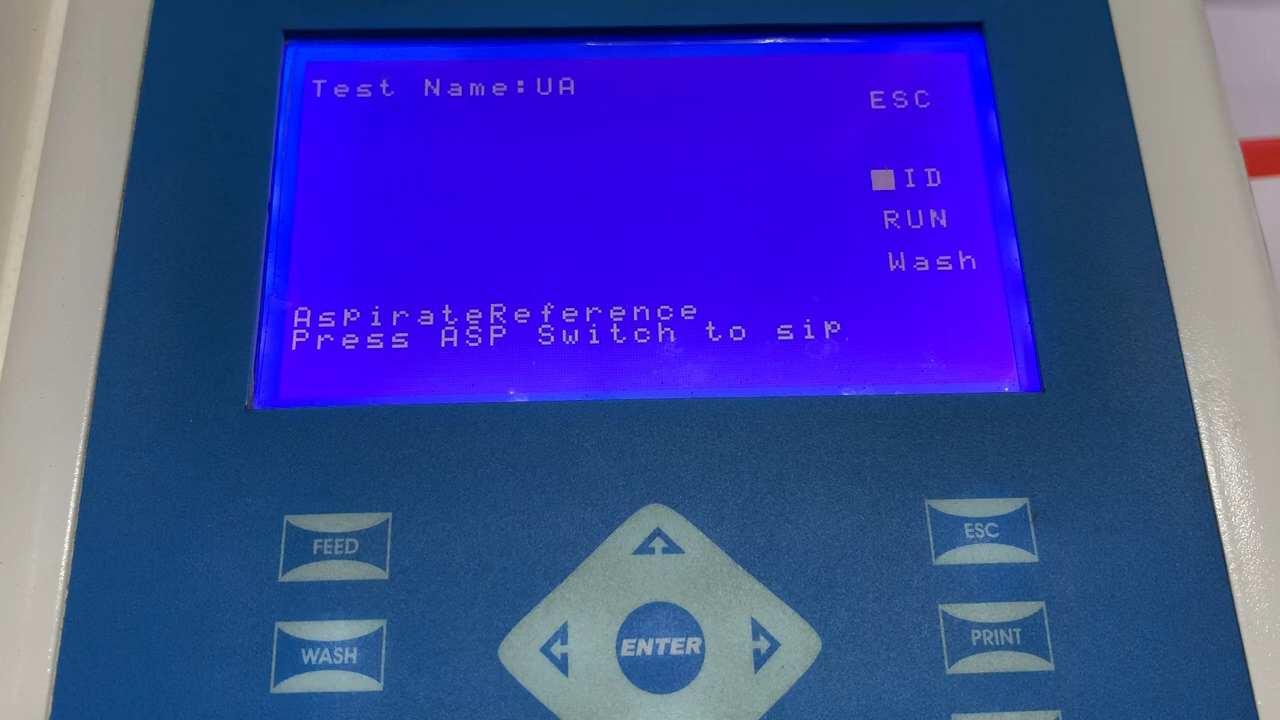 Test Name:UA
ESC
ID
RUN
Wash
AspirateReference
Press ASP Switch to sip
FEED
ESC
WASH
ENTER
PRINT